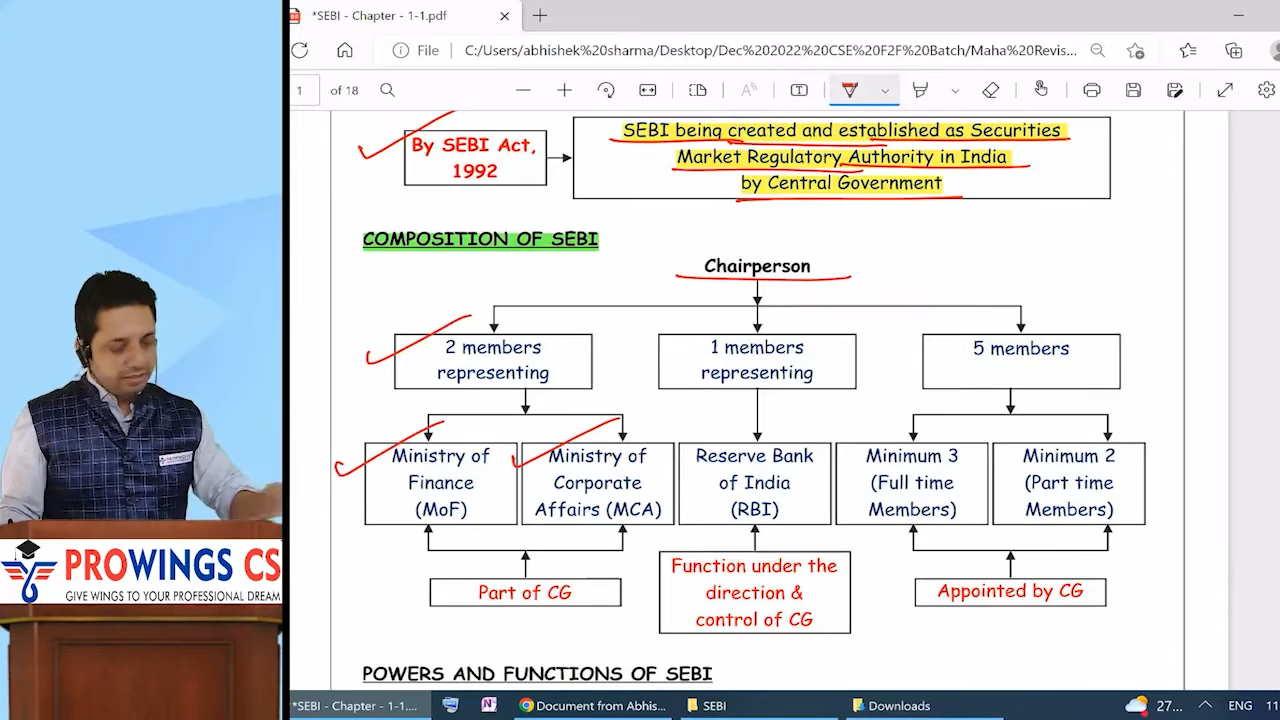 *SEBI - Chapter - 1-1.pdf
File
C:/Users/abhishek%20sharma/Desktop/Dec%202022%20CSE%20F2F%20Batch/Maha%20Revis...
1
of 18
By SEBI Act,
1992
SEBI being created and established as Securities
Market Regulatory Authority in India
by Central Government
COMPOSITION OF SEBI
Chairperson
2 members
representing
1 members
representing
5 members
Ministry of
Finance
(MoF)
Ministry of
Corporate
Affairs (MCA)
Reserve Bank
of India
(RBI)
Minimum 3
(Full time
Members)
Minimum 2
(Part time
Members)
Part of CG
Function under the
direction &
control of CG
Appointed by CG
POWERS AND FUNCTIONS OF SEBI
PROWINGS CS
GIVE WINGS TO YOUR PROFESSIONAL DREAM
*SEBI - Chapter - 1-1....
Document from Abhis...
SEBI
Downloads
27...
ENG
11